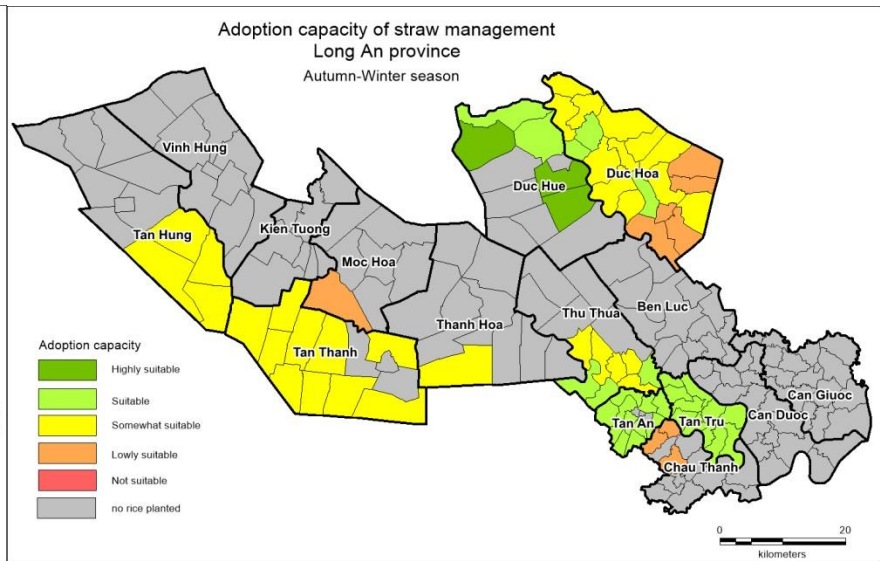 Adoption capacity of straw management
Long An province
Autumn-Winter season
Vinh Hung
Duc Hue
Duc Hoa
Tan Hung
Kien Tuong
Moc Hoa
Thanh Hoa
Thu Thua
Ben Luc
Tan Thanh
Can Giuoc
Can Duoc
Tan An
Tan Tru
Chau Thanh
Adoption capacity
Highly suitable
Suitable
Somewhat suitable
Lowly suitable
Not suitable
no rice planted
0 20
kilometers